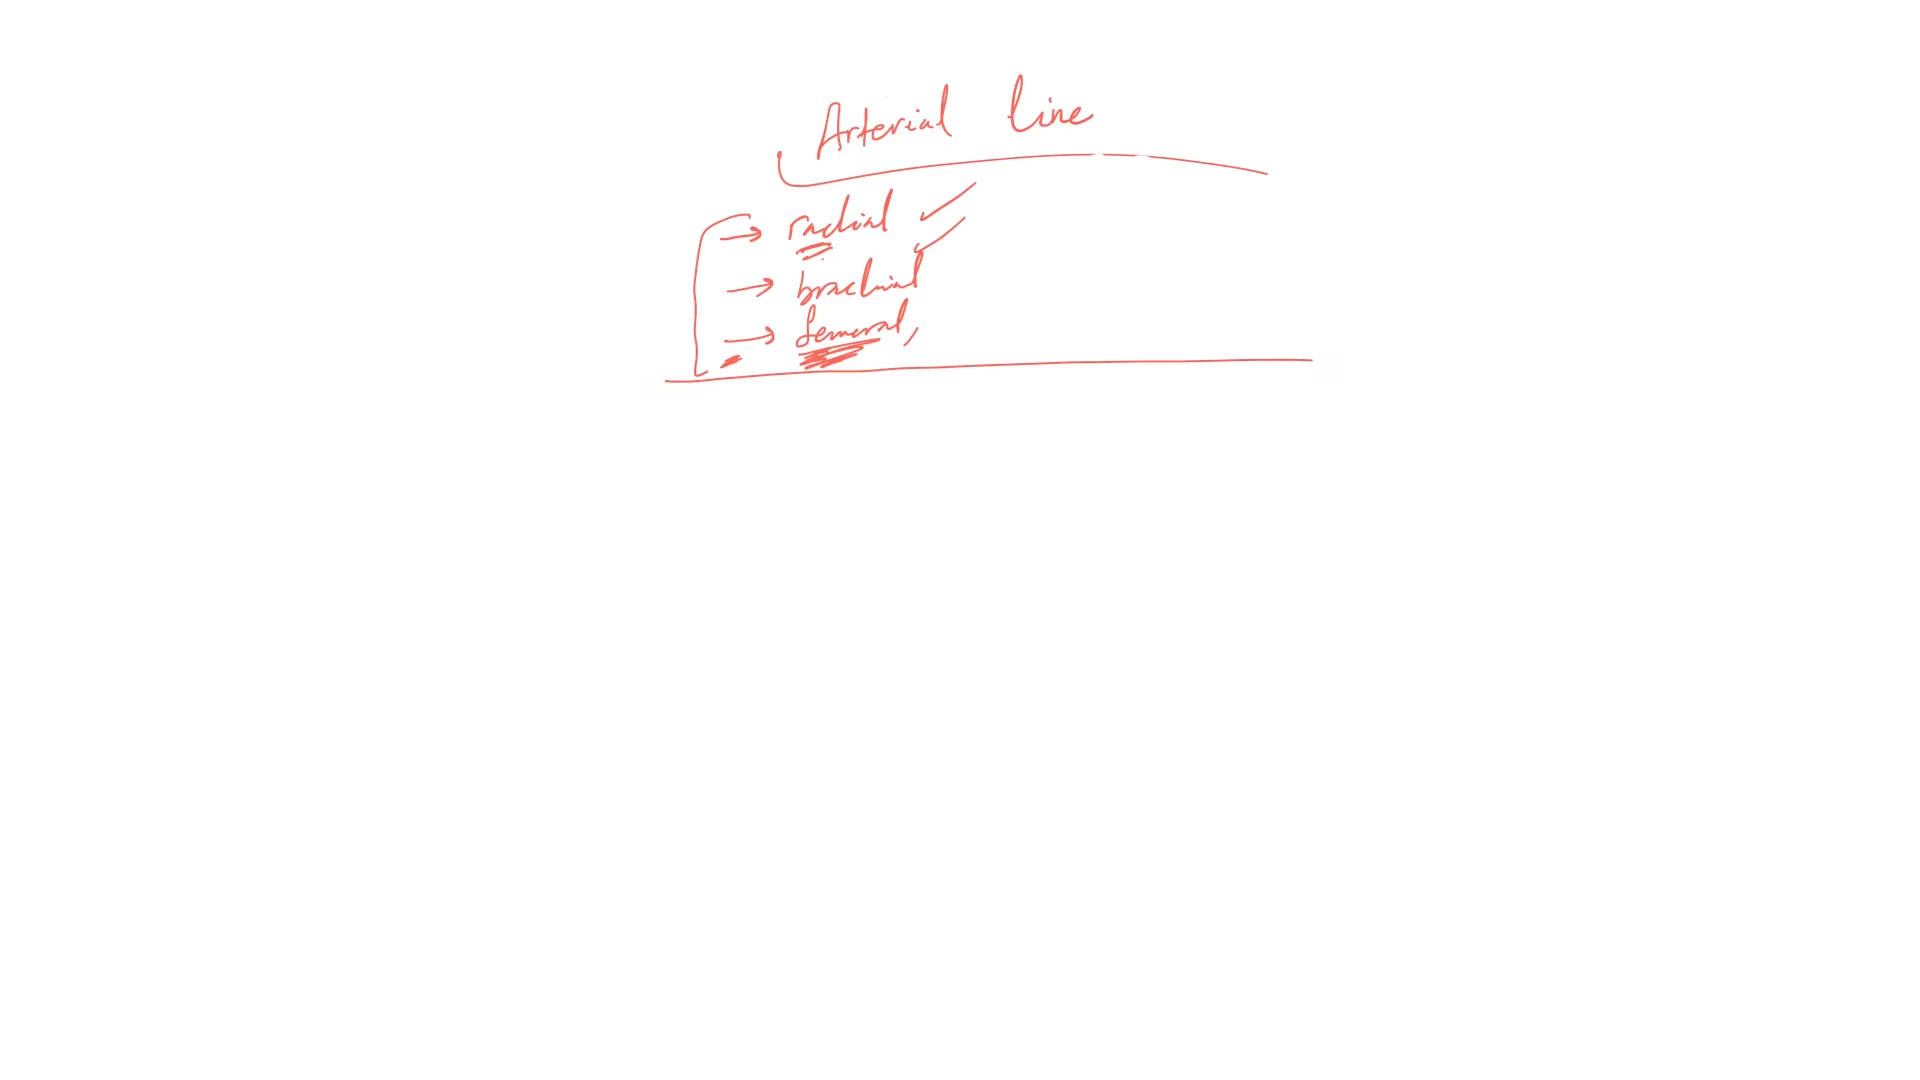 Arterial line
→ radial ✓
→ brachial ✓
→ femoral,